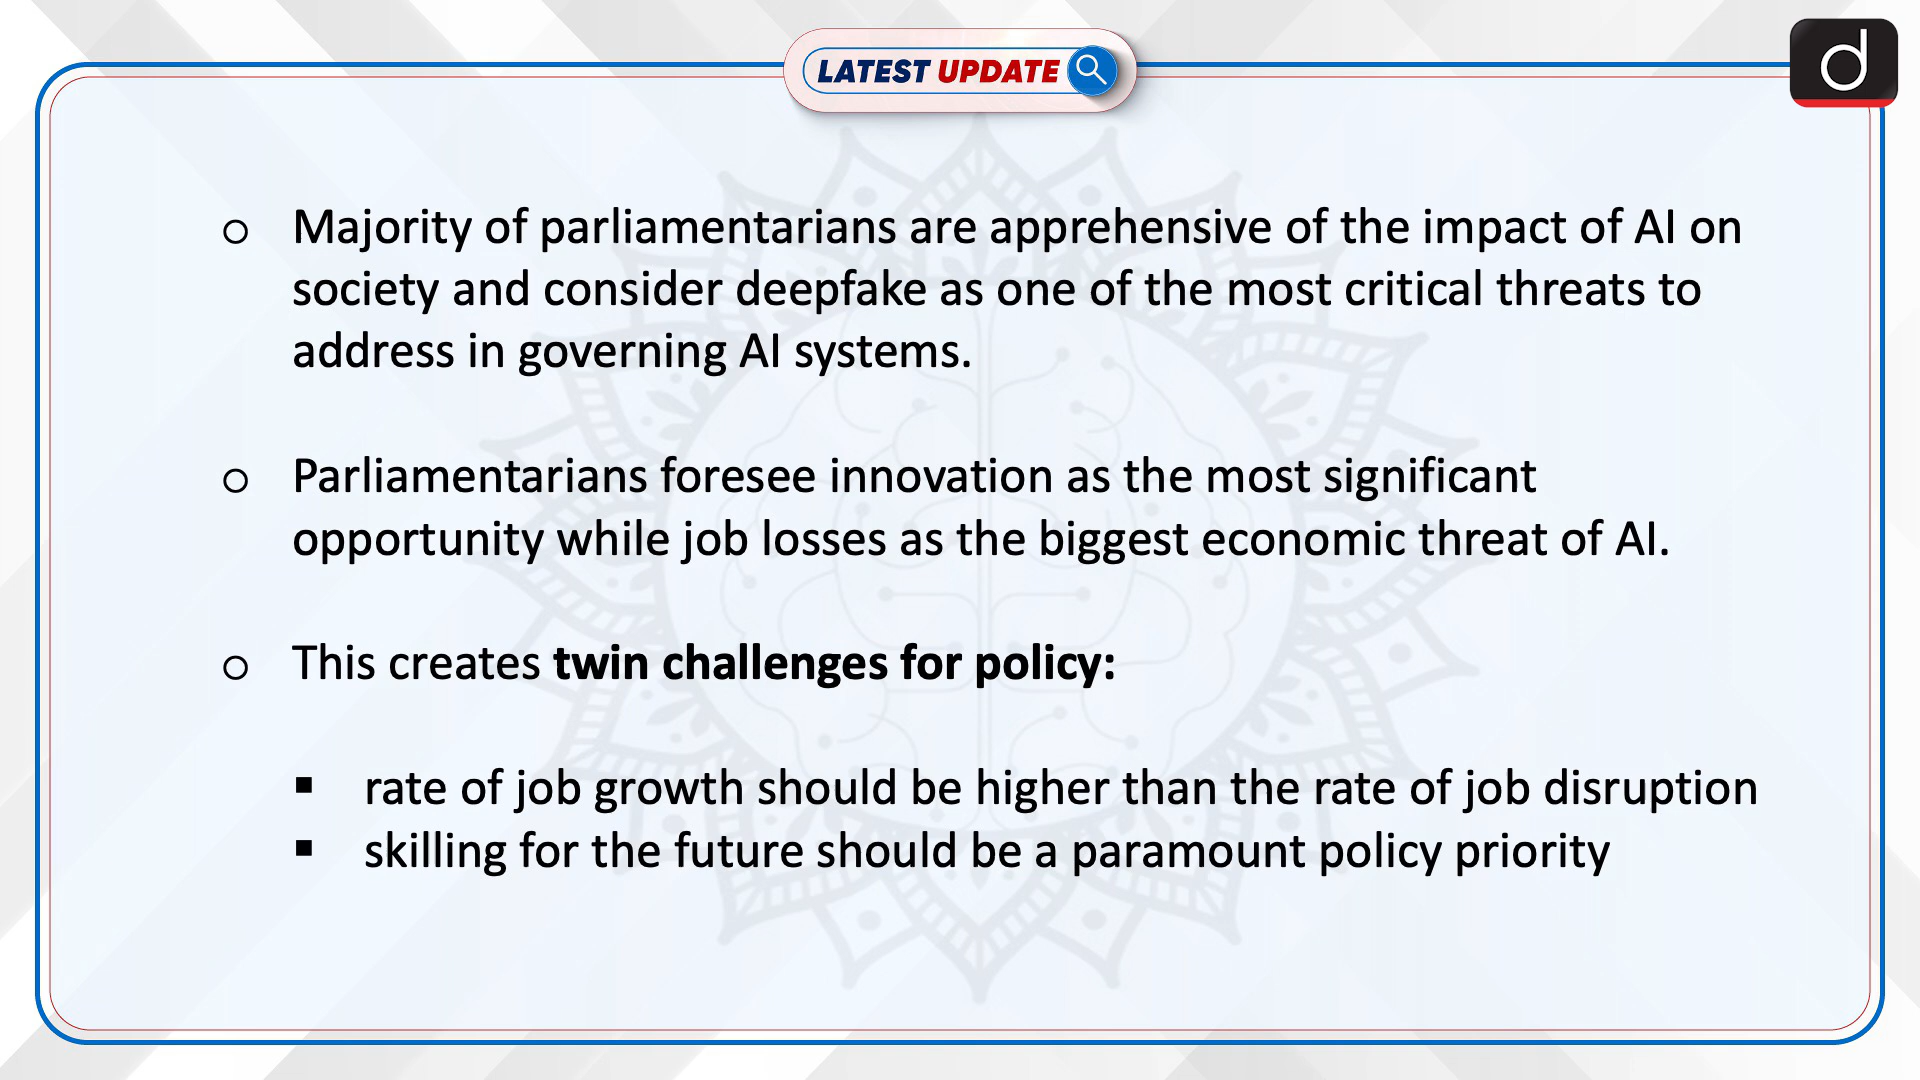 LATEST UPDATE
d
o Majority of parliamentarians are apprehensive of the impact of AI on
society and consider deepfake as one of the most critical threats to
address in governing AI systems.
o Parliamentarians foresee innovation as the most significant
opportunity while job losses as the biggest economic threat of AI.
o This creates twin challenges for policy:
▪ rate of job growth should be higher than the rate of job disruption
▪ skilling for the future should be a paramount policy priority